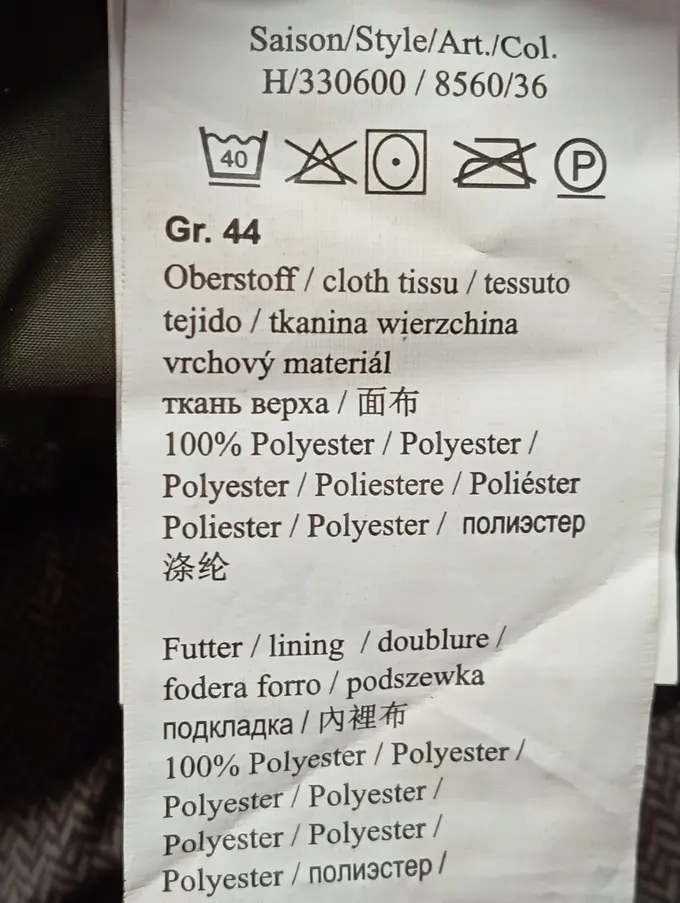 Saison/Style/Art./Col.
H/330600 / 8560/36
40 P
Gr. 44
Oberstoff / cloth tissu / tessuto
tejido / tkanina wierzchina
vrchový materiál
ткань верха / 面布
100% Polyester / Polyester /
Polyester / Poliestere / Poliéster
Poliester / Polyester / полиэстер
涤纶
Futter / lining / doublure /
fodera forro / podszewka
подкладка / 內裡布
100% Polyester / Polyester /
Polyester / Polyester /
Polyester / Polyester /
Polyester / полиэстер /